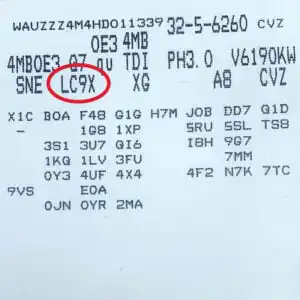 WAUZZZ4M4HD011339 32-5-6260 CVZ
0E3 4MB
4MB0E3 Q7 qu TDI PH3.0 V6190KW
SNE LC9X XG A8 CVZ
X1C BOA F48 G1G H7M JOB DD7 Q1D
– 1G8 1XP 5RU 5SL TS8
3S1 3U7 QI6 I8H 9G7
1KQ 1LV 3FU 7MM
0Y3 4UF 4X4 4F2 N7K 7TC
9VS EOA
0JN 0YR 2MA